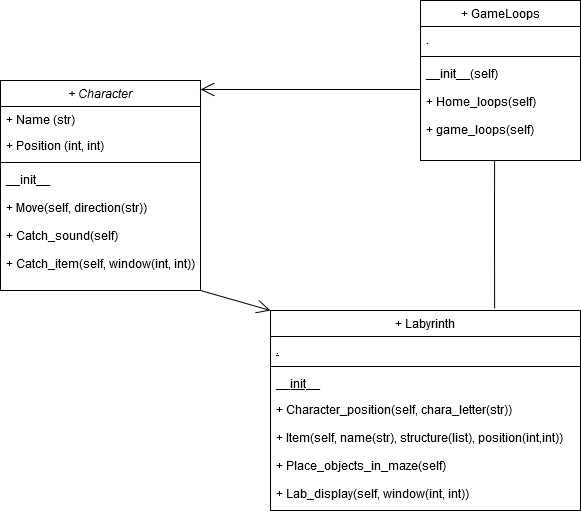 + GameLoops
.
__init__(self)
+ Home_loops(self)
+ game_loops(self)
+ Character
+ Name (str)
+ Position (int, int)
__init__
+ Move(self, direction(str))
+ Catch_sound(self)
+ Catch_item(self, window(int, int))
+ Labyrinth
.
__init__
+ Character_position(self, chara_letter(str))
+ Item(self, name(str), structure(list), position(int,int))
+ Place_objects_in_maze(self)
+ Lab_display(self, window(int, int))